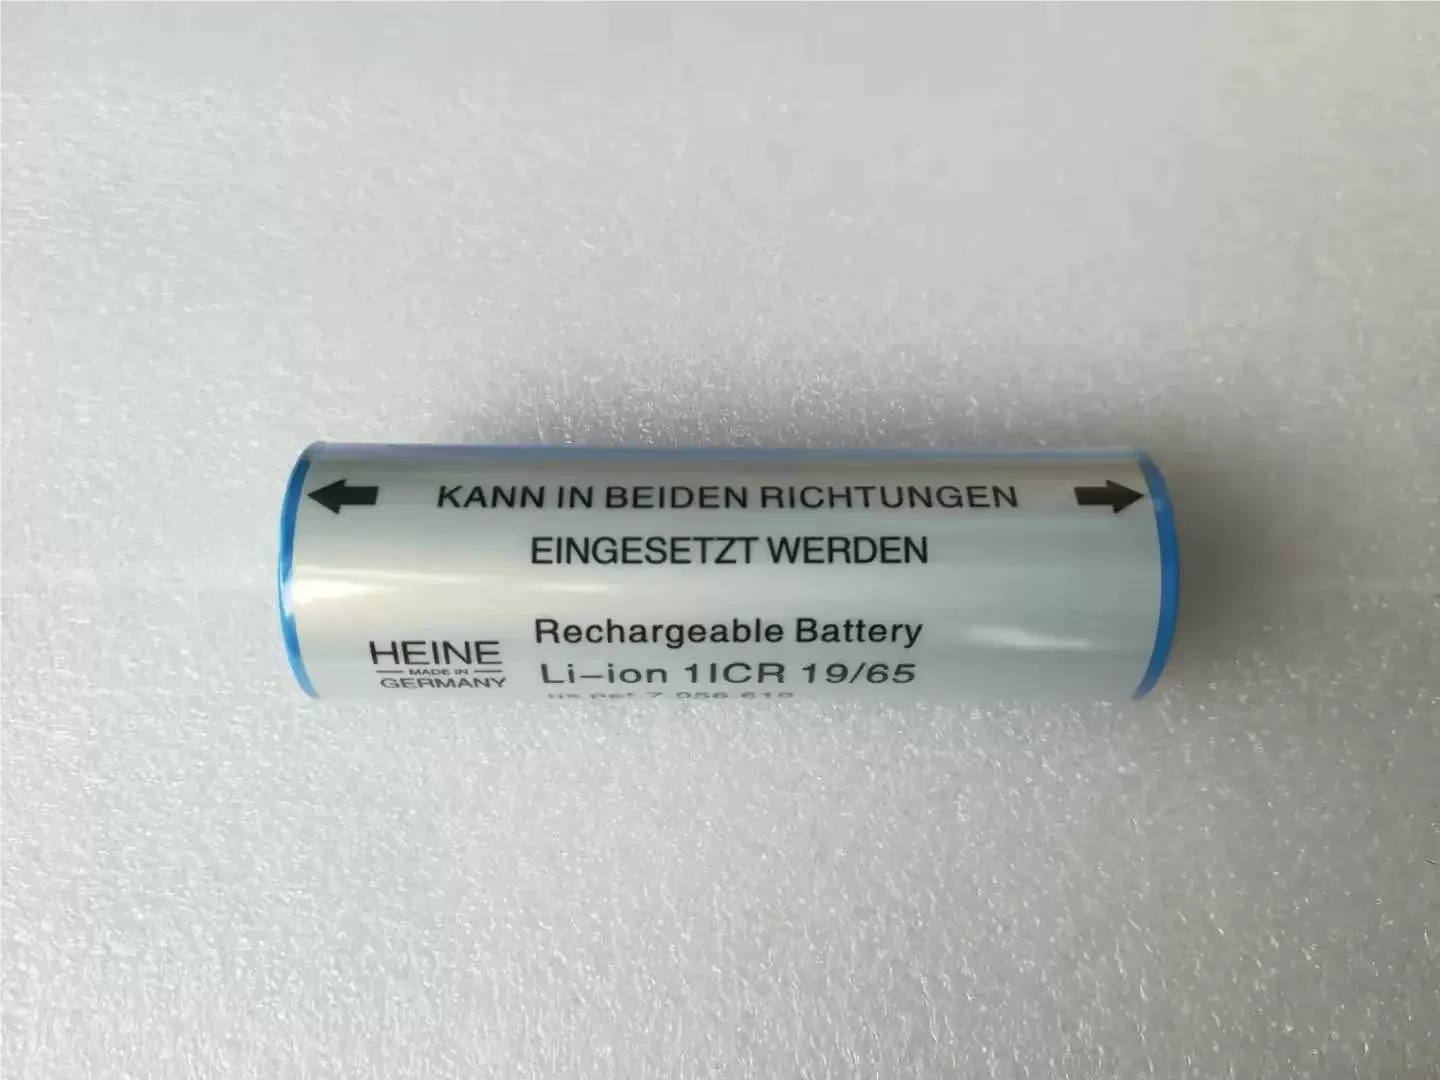 KANN IN BEIDEN RICHTUNGEN
EINGESETZT WERDEN
Rechargeable Battery
Li-ion 1ICR 19/65
HEINE
MADE IN
GERMANY